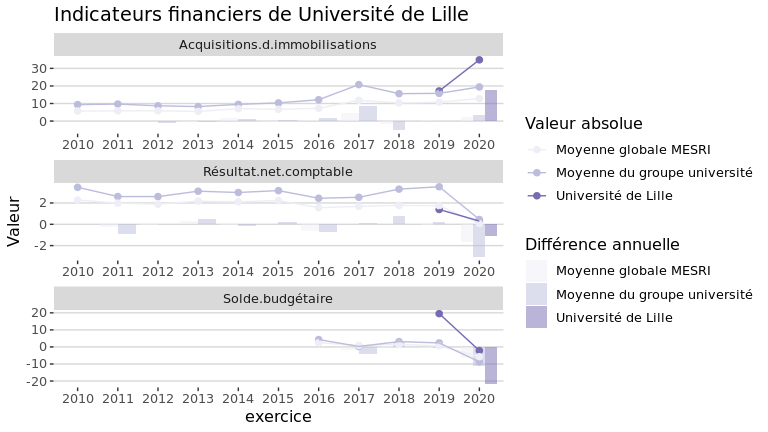 Indicateurs financiers de Université de Lille
Acquisitions.d.immobilisations
30
20
10
0
2010 2011 2012 2013 2014 2015 2016 2017 2018 2019 2020
Résultat.net.comptable
2
0
-2
2010 2011 2012 2013 2014 2015 2016 2017 2018 2019 2020
Solde.budgétaire
20
10
0
-10
-20
2010 2011 2012 2013 2014 2015 2016 2017 2018 2019 2020
exercice
Valeur
Valeur absolue
Moyenne globale MESRI
Moyenne du groupe université
Université de Lille
Différence annuelle
Moyenne globale MESRI
Moyenne du groupe université
Université de Lille